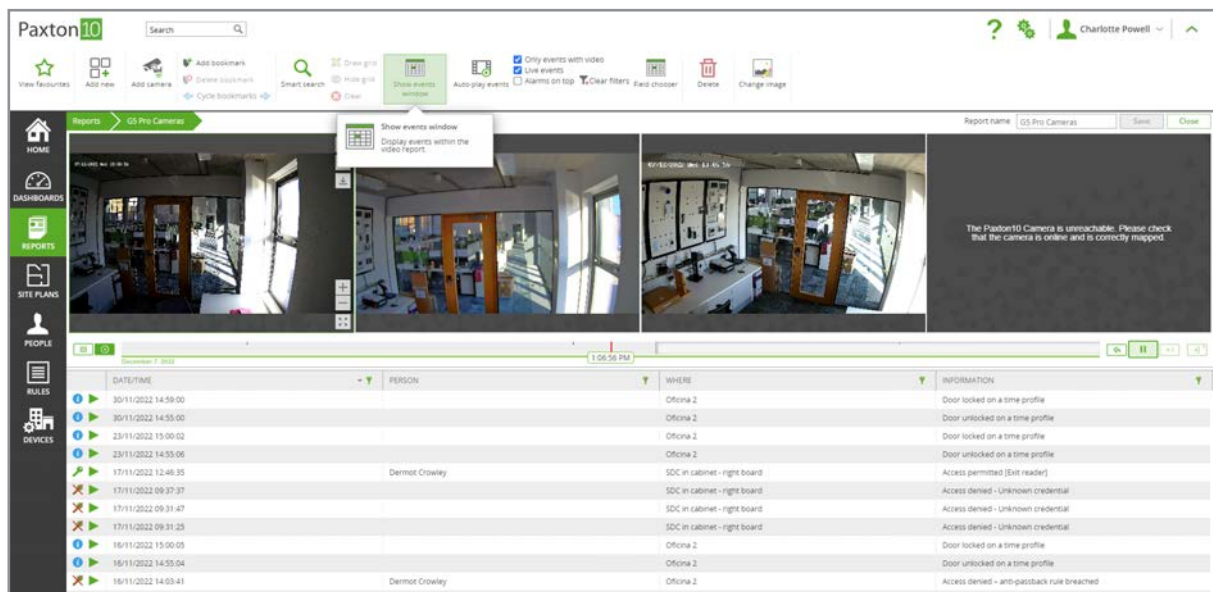 Paxton10
Search
Charlotte Powell
View favourites
Add new
Add camera
Add bookmark
Delete bookmark
Cycle bookmarks
Smart search
Draw grid
Hide grid
Clear
Show events
window
Auto-play events
Only events with video
Live events
Alarms on top
Clear filters
Field chooser
Delete
Change image
Show events window
Display events within the
video report.
HOME
DASHBOARDS
REPORTS
SITE PLANS
PEOPLE
RULES
DEVICES
Reports
G5 Pro Cameras
Report name
G5 Pro Cameras
Save
Close
The Paxton10 Camera is unreachable. Please check
that the camera is online and is correctly mapped.
December 7, 2022
1:06:56 PM
DATE/TIME PERSON WHERE INFORMATION
30/11/2022 14:59:00 Oficina 2 Door locked on a time profile
30/11/2022 14:55:00 Oficina 2 Door unlocked on a time profile
23/11/2022 15:00:02 Oficina 2 Door locked on a time profile
23/11/2022 14:55:06 Oficina 2 Door unlocked on a time profile
17/11/2022 12:46:35 Dermot Crowley SDC in cabinet - right board Access permitted [Exit reader]
17/11/2022 09:37:37 SDC in cabinet - right board Access denied - Unknown credential
17/11/2022 09:31:47 SDC in cabinet - right board Access denied - Unknown credential
17/11/2022 09:31:25 SDC in cabinet - right board Access denied - Unknown credential
16/11/2022 15:00:05 Oficina 2 Door locked on a time profile
16/11/2022 14:55:04 Oficina 2 Door unlocked on a time profile
16/11/2022 14:03:41 Dermot Crowley Oficina 2 Access denied – anti-passback rule breached